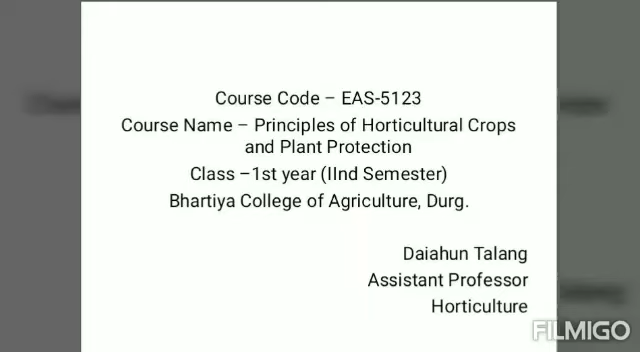 Course Code – EAS-5123
Course Name – Principles of Horticultural Crops
and Plant Protection
Class –1st year (IInd Semester)
Bhartiya College of Agriculture, Durg.
Daiahun Talang
Assistant Professor
Horticulture
FILMIGO